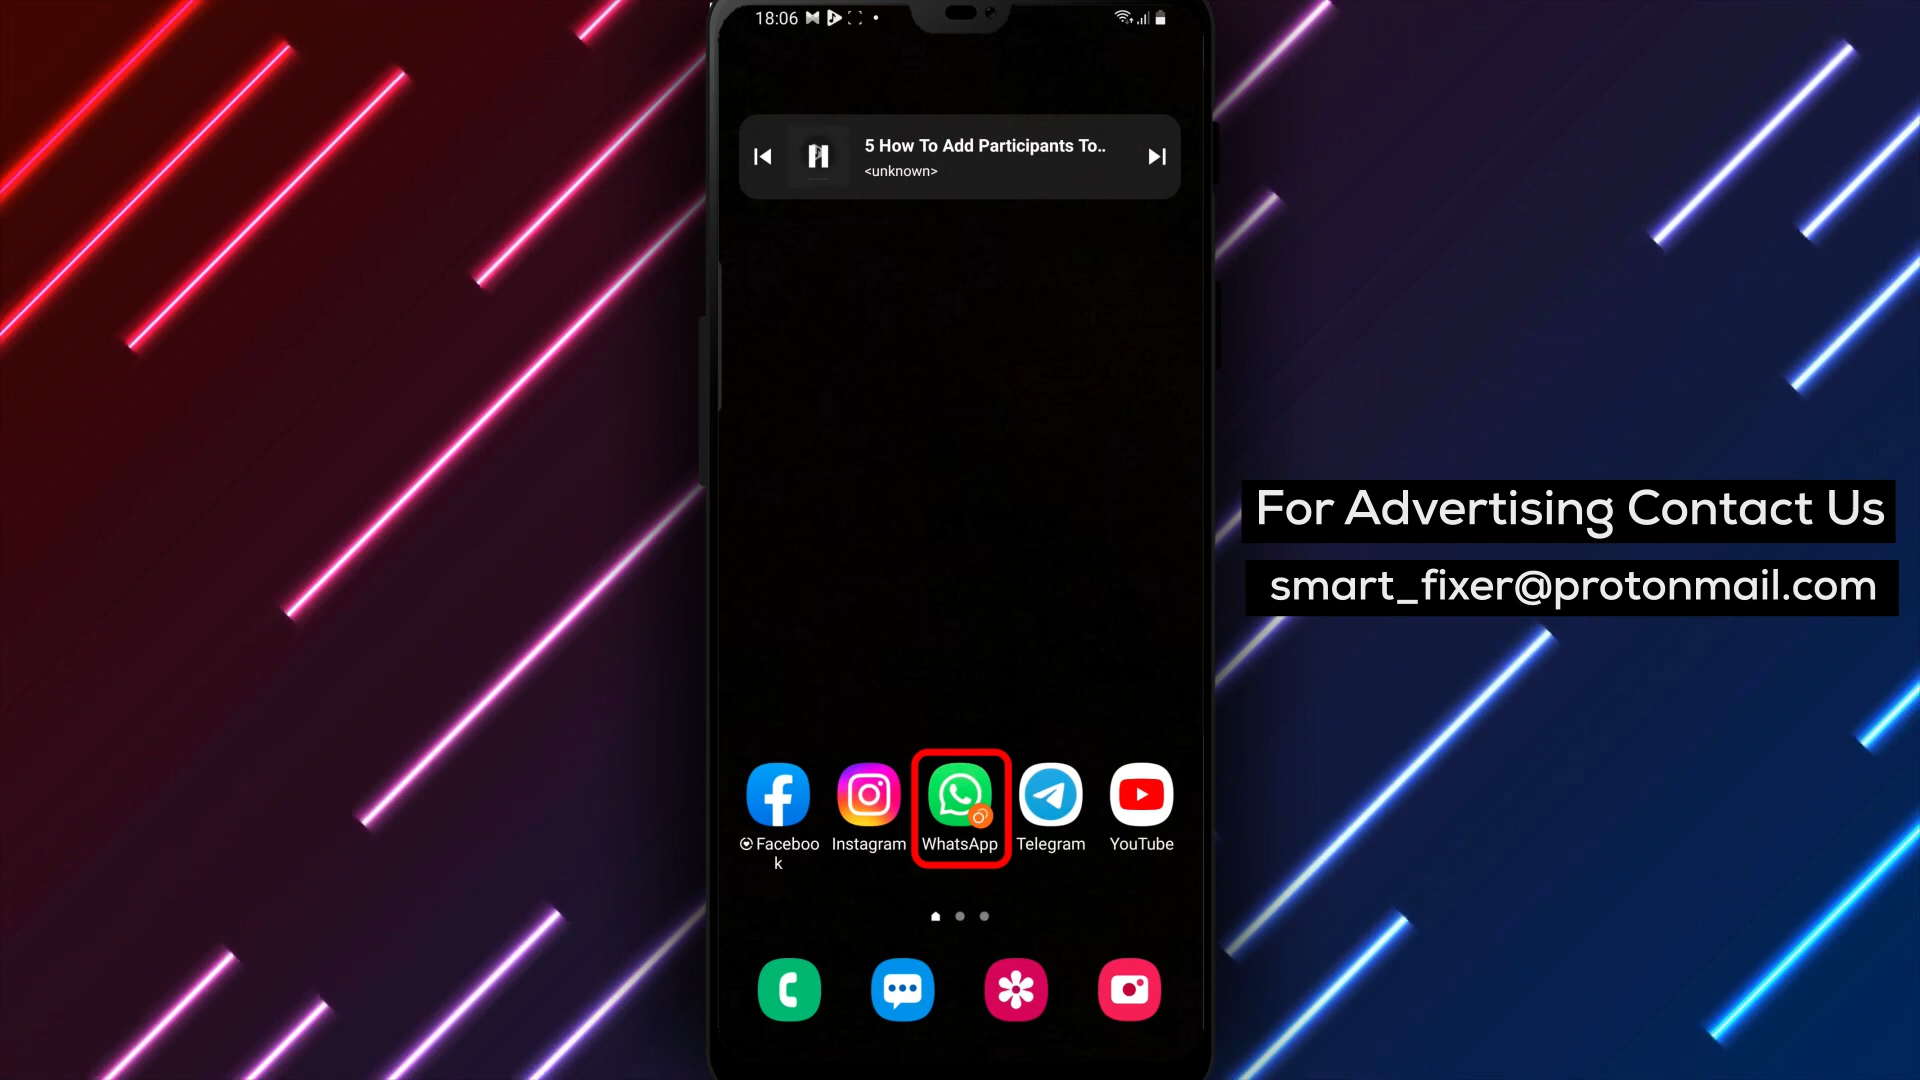 18:06
5 How To Add Participants To..
<unknown>
For Advertising Contact Us
smart_fixer@protonmail.com
Faceboo
k
Instagram
WhatsApp
Telegram
YouTube